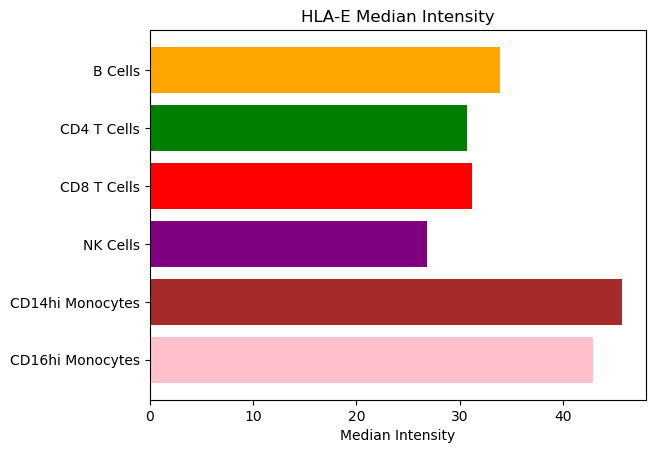 HLA-E Median Intensity
B Cells
CD4 T Cells
CD8 T Cells
NK Cells
CD14hi Monocytes
CD16hi Monocytes
0 10 20 30 40
Median Intensity